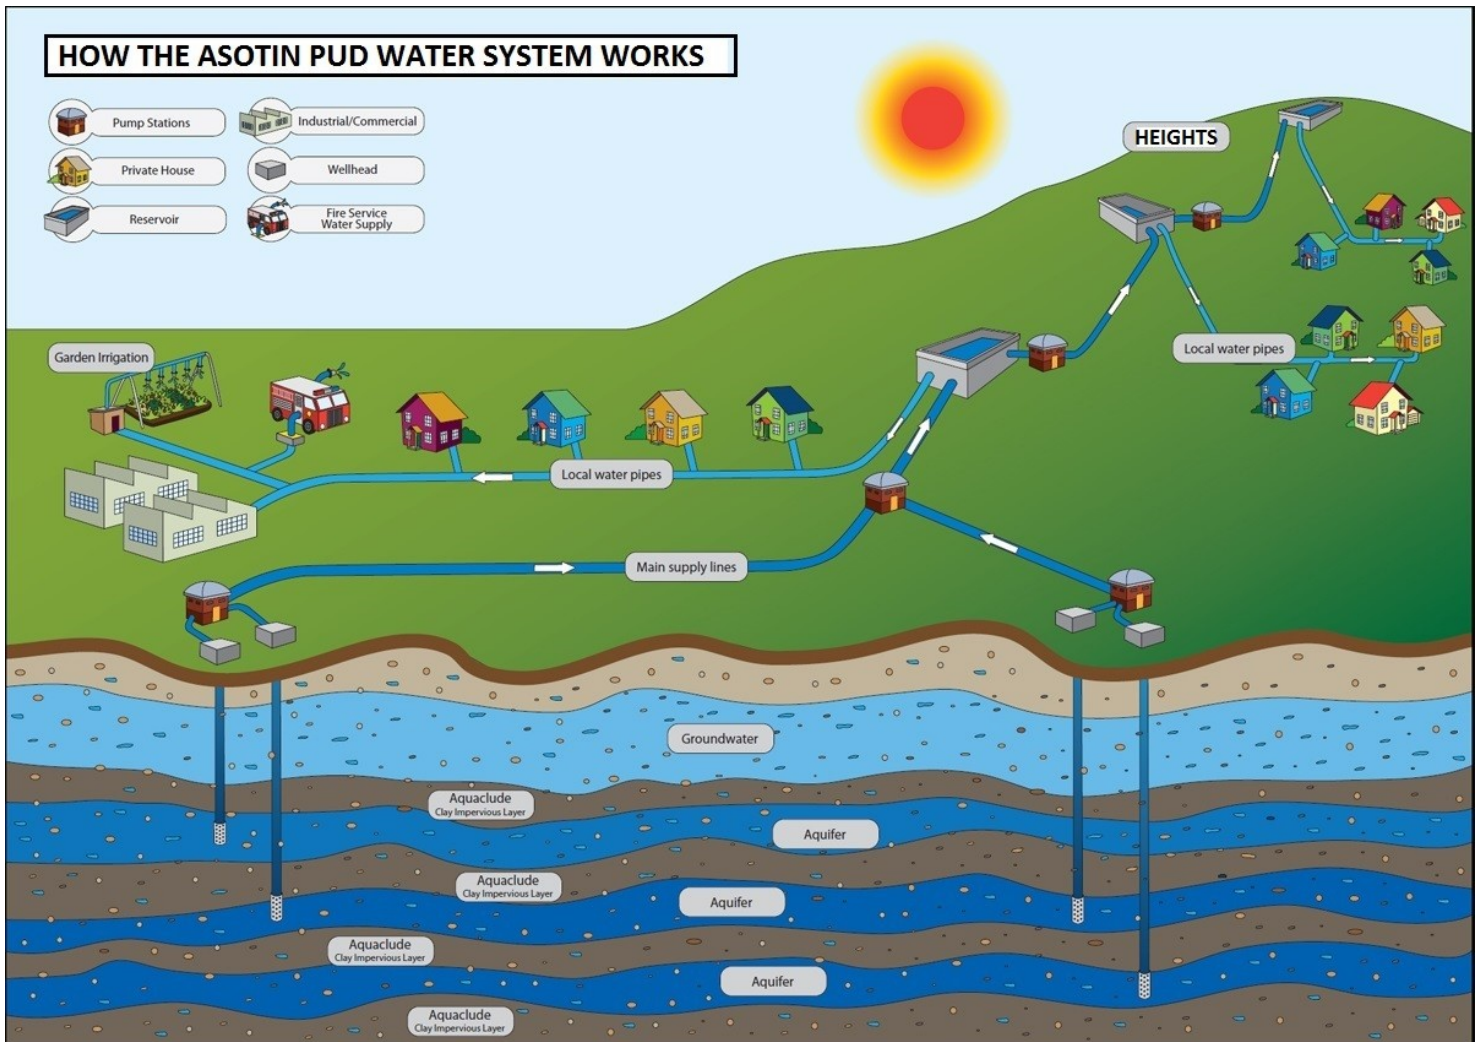 HOW THE ASOTIN PUD WATER SYSTEM WORKS
Pump Stations
Industrial/Commercial
Private House
Wellhead
Reservoir
Fire Service
Water Supply
HEIGHTS
Garden Irrigation
Local water pipes
Local water pipes
Main supply lines
Groundwater
Aquaclude
Clay Impervious Layer
Aquifer
Aquaclude
Clay Impervious Layer
Aquifer
Aquaclude
Clay Impervious Layer
Aquifer
Aquaclude
Clay Impervious Layer